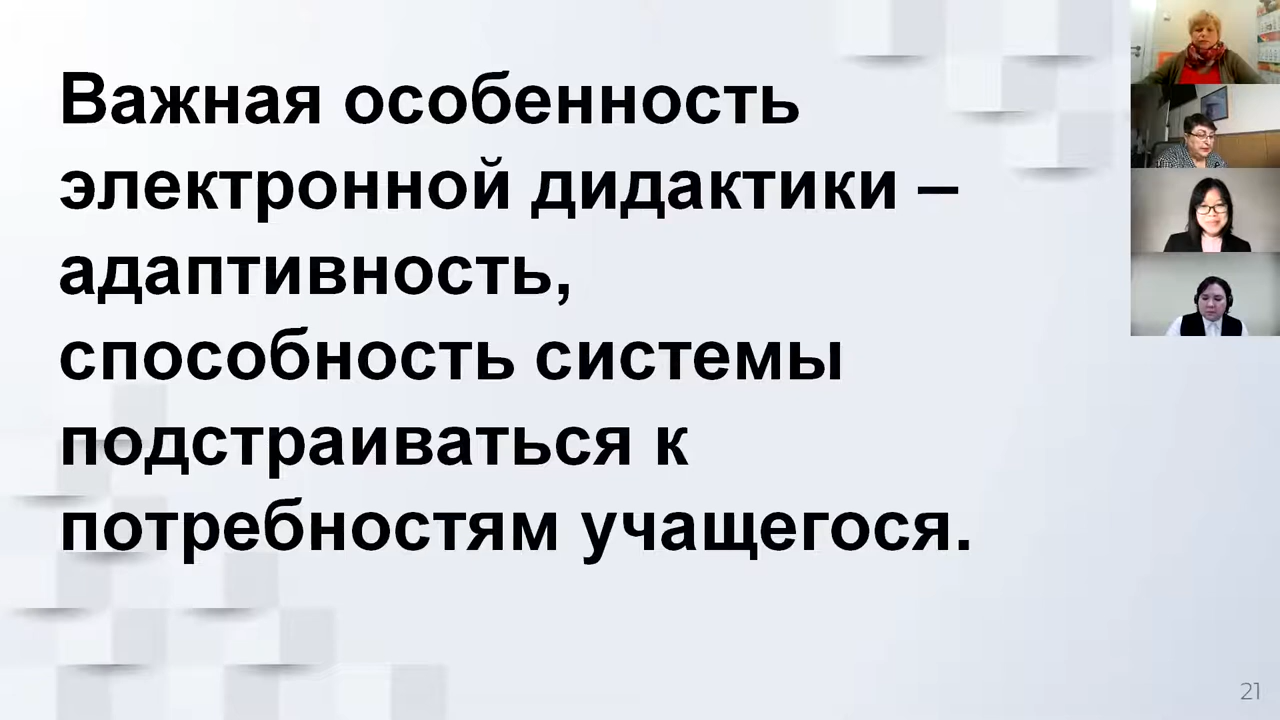 Важная особенность
электронной дидактики –
адаптивность,
способность системы
подстраиваться к
потребностям учащегося.
21